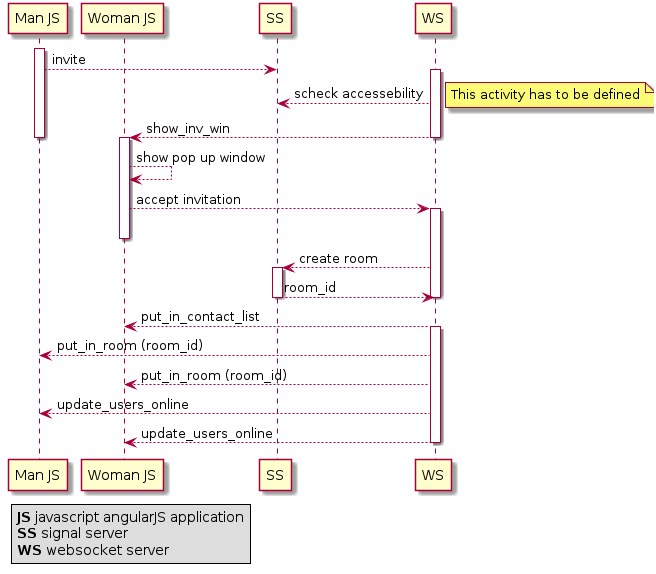 Man JS
Woman JS
SS
WS
invite
scheck accessebility
This activity has to be defined
show_inv_win
show pop up window
accept invitation
create room
room_id
put_in_contact_list
put_in_room (room_id)
put_in_room (room_id)
update_users_online
update_users_online
Man JS
Woman JS
SS
WS
JS javascript angularJS application
SS signal server
WS websocket server